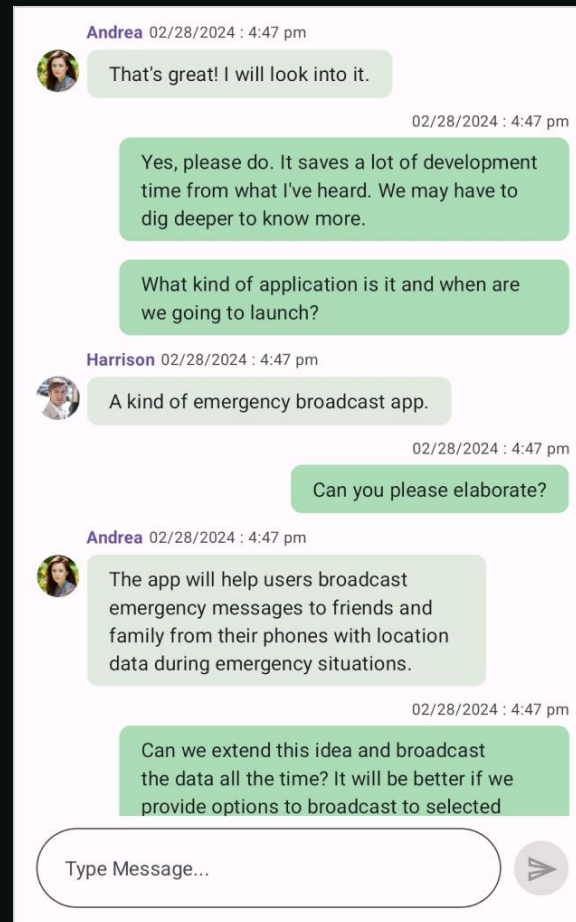 Andrea 02/28/2024 : 4:47 pm
That's great! I will look into it.
02/28/2024 : 4:47 pm
Yes, please do. It saves a lot of development
time from what I've heard. We may have to
dig deeper to know more.
What kind of application is it and when are
we going to launch?
Harrison 02/28/2024 : 4:47 pm
A kind of emergency broadcast app.
02/28/2024 : 4:47 pm
Can you please elaborate?
Andrea 02/28/2024 : 4:47 pm
The app will help users broadcast
emergency messages to friends and
family from their phones with location
data during emergency situations.
02/28/2024 : 4:47 pm
Can we extend this idea and broadcast
the data all the time? It will be better if we
provide options to broadcast to selected
Type Message...